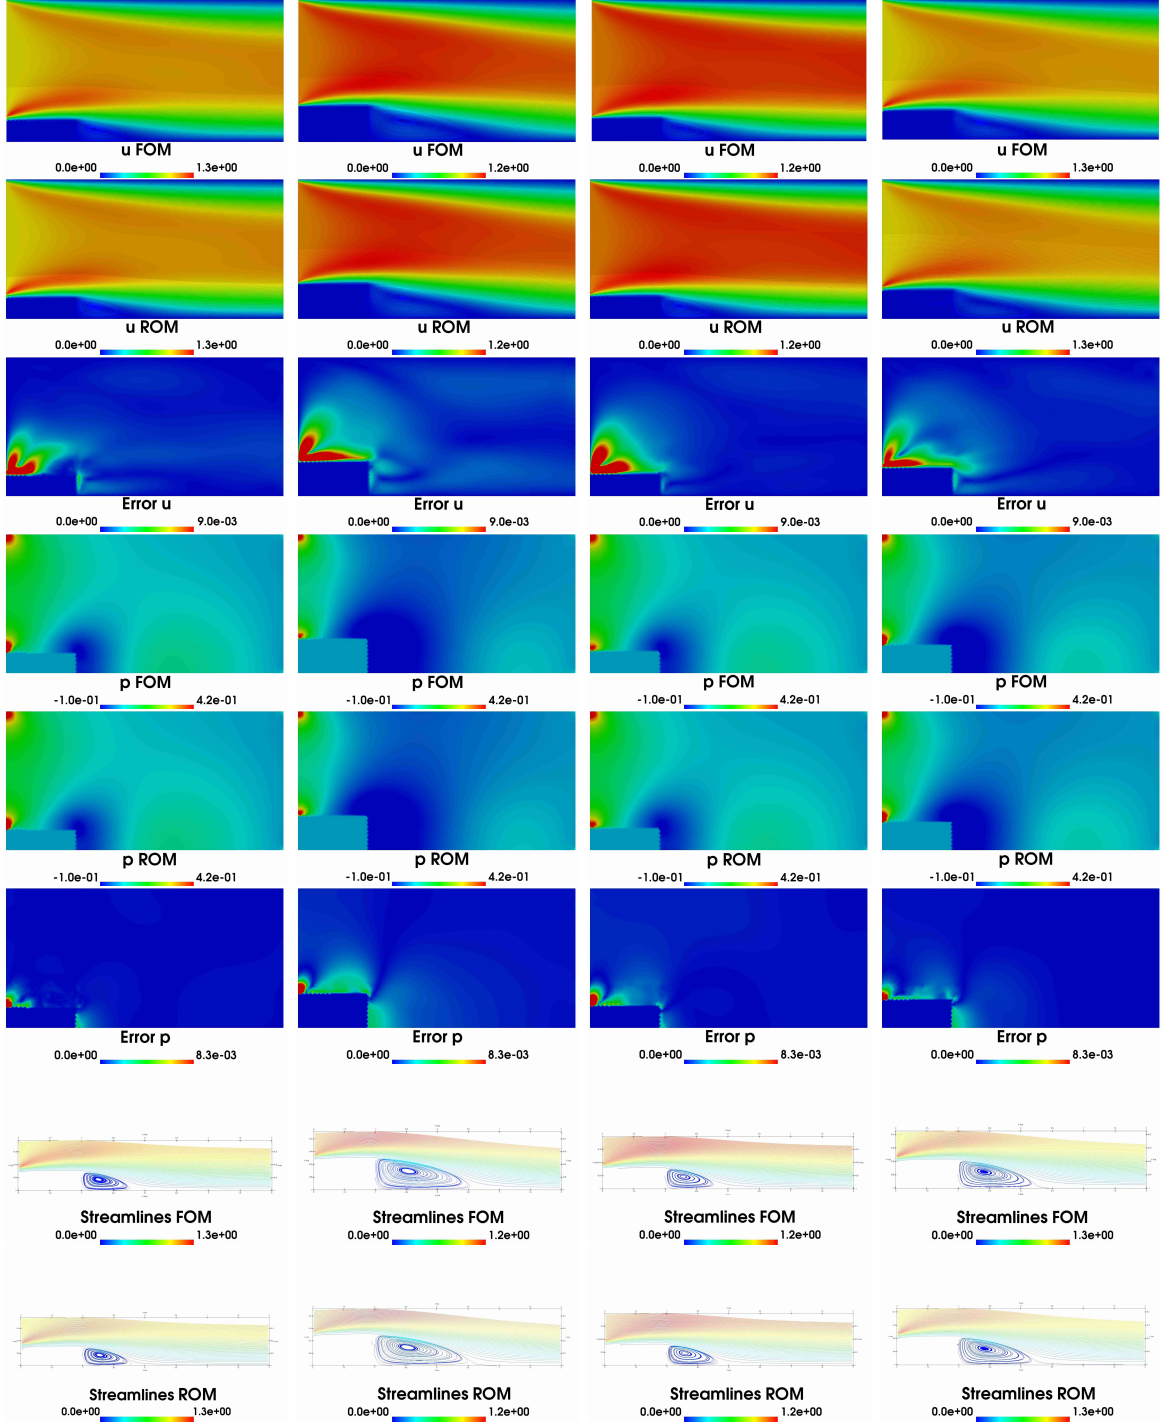 u FOM u FOM u FOM u FOM
0.0e+00 1.3e+00 0.0e+00 1.2e+00 0.0e+00 1.2e+00 0.0e+00 1.3e+00
u ROM u ROM u ROM u ROM
0.0e+00 1.3e+00 0.0e+00 1.2e+00 0.0e+00 1.2e+00 0.0e+00 1.3e+00
Error u Error u Error u Error u
0.0e+00 9.0e-03 0.0e+00 9.0e-03 0.0e+00 9.0e-03 0.0e+00 9.0e-03
p FOM p FOM p FOM p FOM
-1.0e-01 4.2e-01 -1.0e-01 4.2e-01 -1.0e-01 4.2e-01 -1.0e-01 4.2e-01
p ROM p ROM p ROM p ROM
-1.0e-01 4.2e-01 -1.0e-01 4.2e-01 -1.0e-01 4.2e-01 -1.0e-01 4.2e-01
Error p Error p Error p Error p
0.0e+00 8.3e-03 0.0e+00 8.3e-03 0.0e+00 8.3e-03 0.0e+00 8.3e-03
Streamlines FOM Streamlines FOM Streamlines FOM Streamlines FOM
0.0e+00 1.3e+00 0.0e+00 1.2e+00 0.0e+00 1.2e+00 0.0e+00 1.3e+00
Streamlines ROM Streamlines ROM Streamlines ROM Streamlines ROM
0.0e+00 1.3e+00 0.0e+00 1.2e+00 0.0e+00 1.2e+00 0.0e+00 1.3e+00